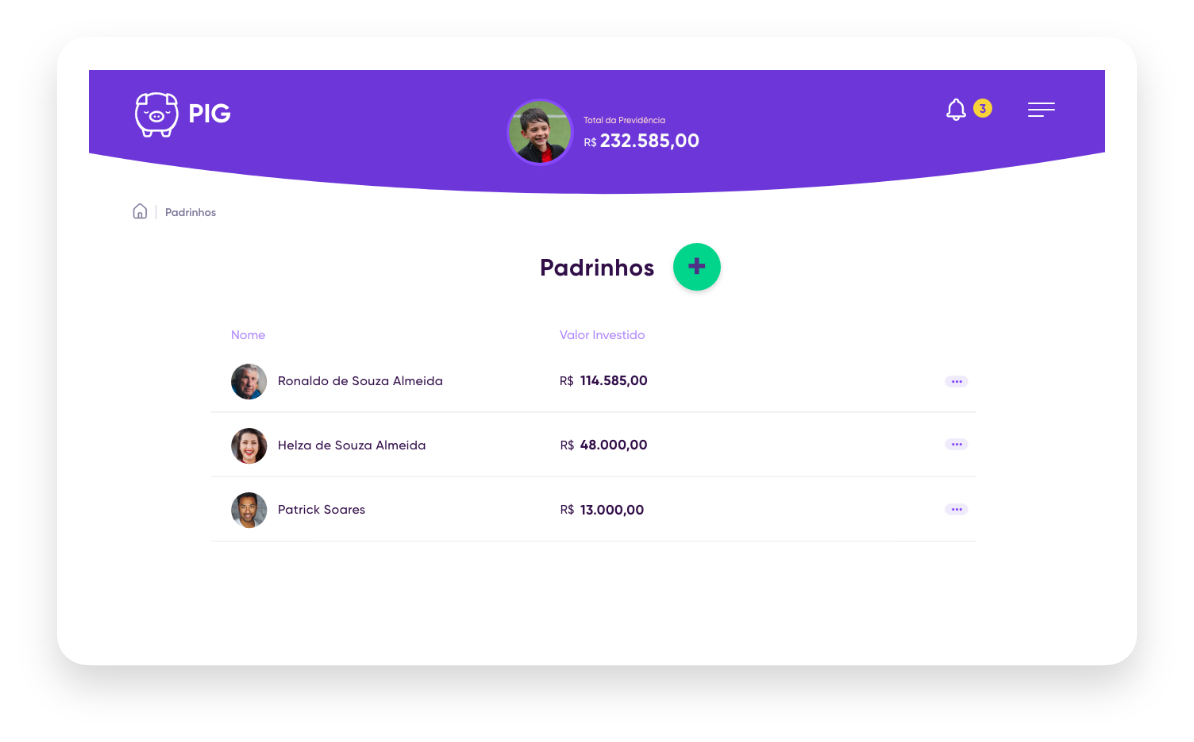 PIG
Total da Previdência
R$ 232.585,00
3
Padrinhos
Padrinhos +
Nome Valor Investido
Ronaldo de Souza Almeida R$ 114.585,00
Helza de Souza Almeida R$ 48.000,00
Patrick Soares R$ 13.000,00